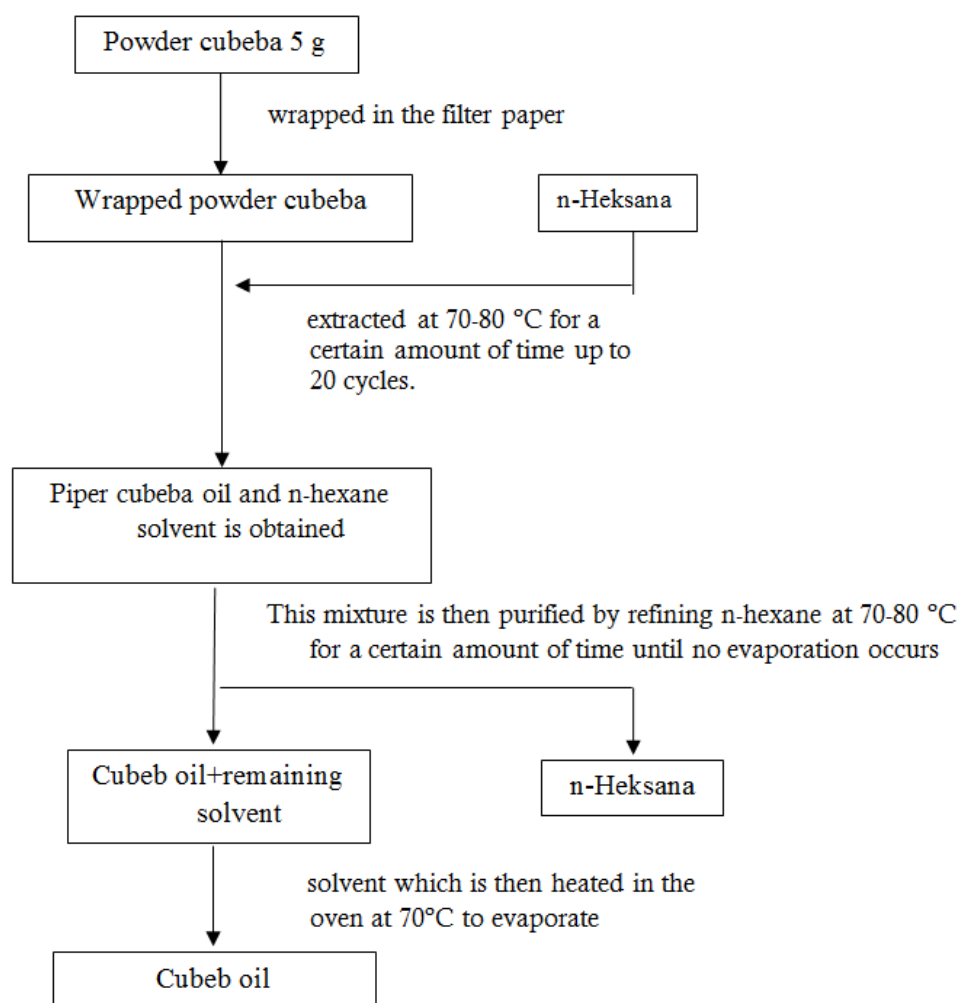 Powder cubeba 5 g
wrapped in the filter paper
Wrapped powder cubeba
n-Heksana
extracted at 70-80 °C for a
certain amount of time up to
20 cycles.
Piper cubeba oil and n-hexane
solvent is obtained
This mixture is then purified by refining n-hexane at 70-80 °C
for a certain amount of time until no evaporation occurs
Cubeb oil+remaining
solvent
n-Heksana
solvent which is then heated in the
oven at 70°C to evaporate
Cubeb oil